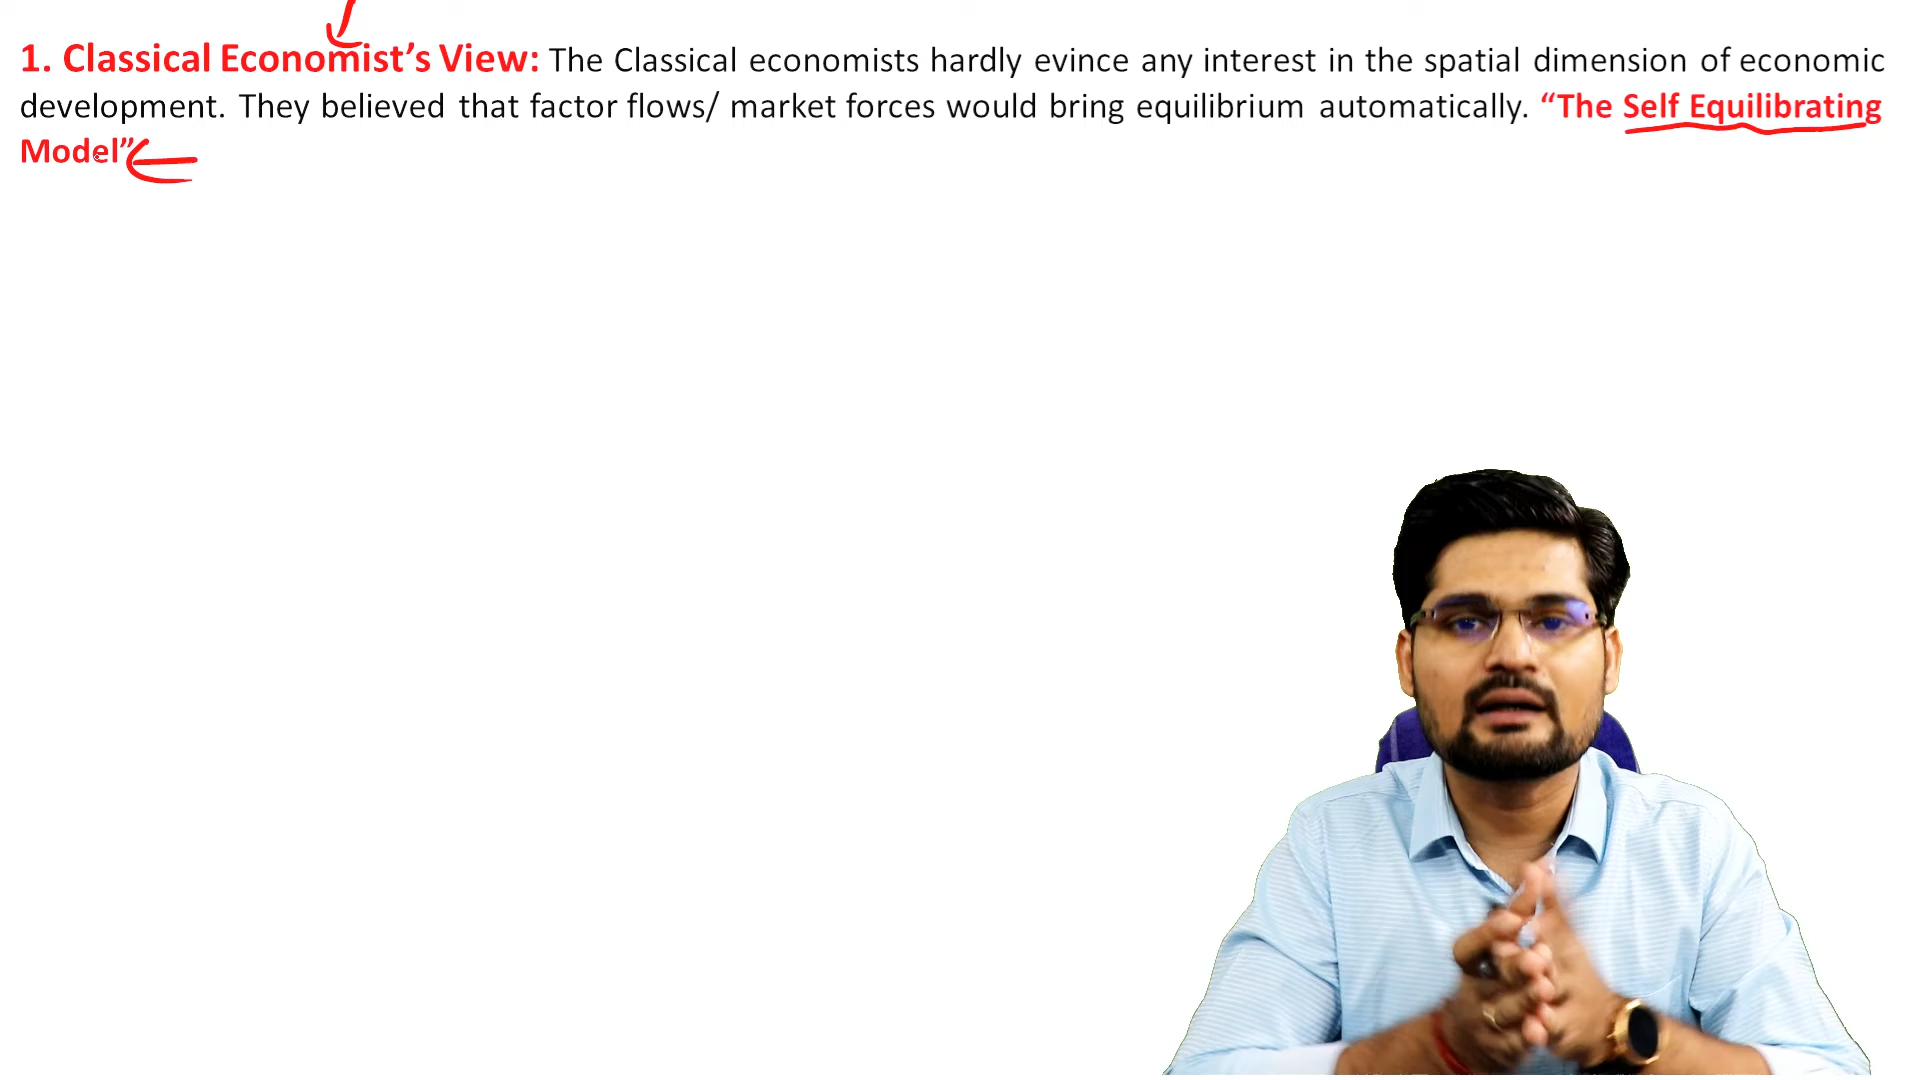 1. Classical Economist’s View: The Classical economists hardly evince any interest in the spatial dimension of economic
development. They believed that factor flows/ market forces would bring equilibrium automatically. “The Self Equilibrating
Model”